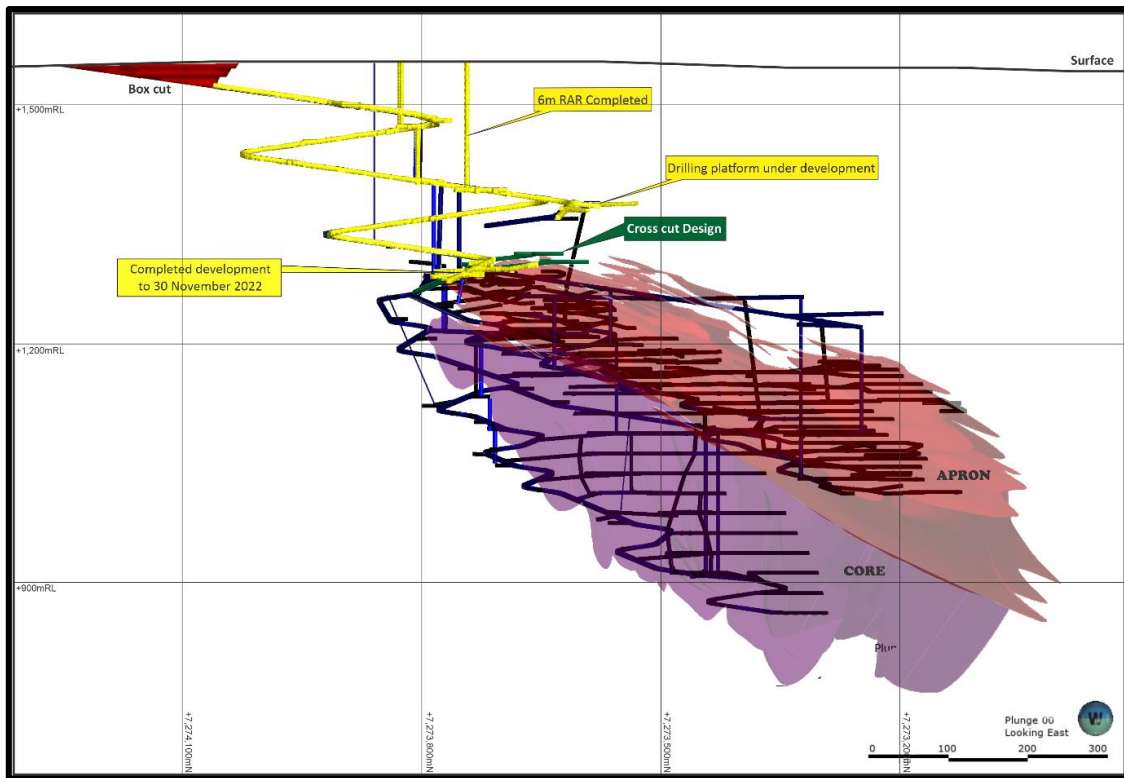 Surface
Box cut
+1,500mRL
6m RAR Completed
Drilling platform under development
Cross cut Design
Completed development
to 30 November 2022
+1,200mRL
APRON
CORE
+900mRL
+7,274,100mN
+7,273,800mN
+7,273,500mN
+7,273,200mN
Plunge 00
Looking East
0 100 200 300